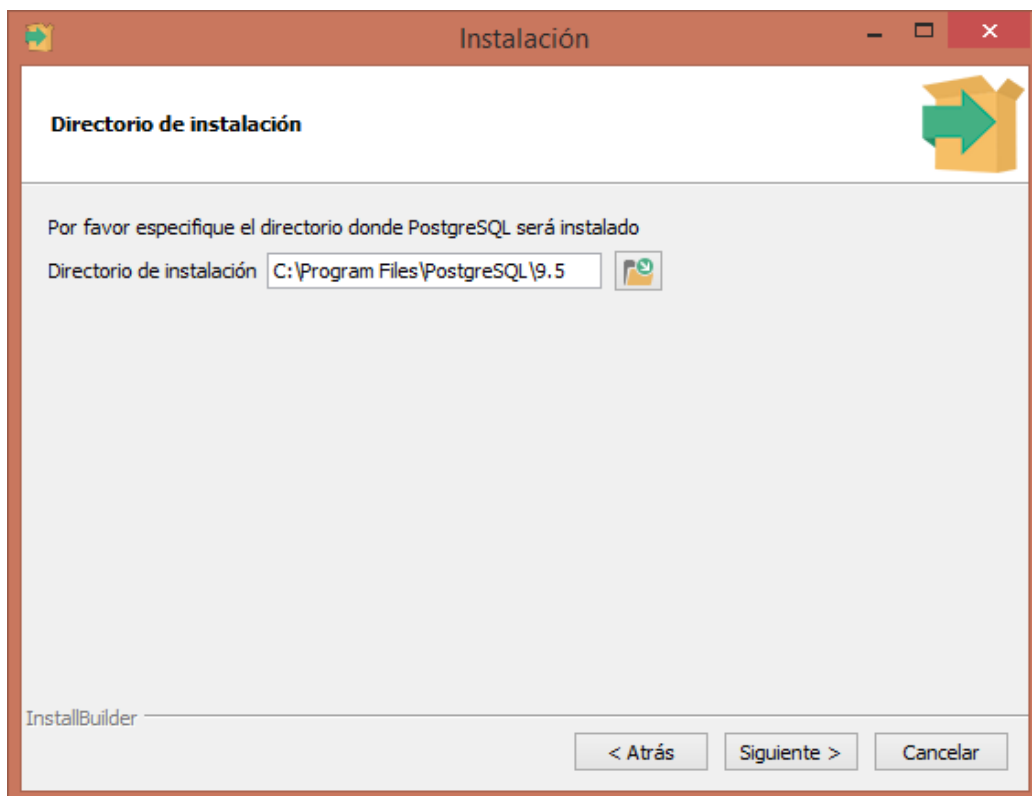 Instalación
Directorio de instalación
Por favor especifique el directorio donde PostgreSQL será instalado
Directorio de instalación C:\Program Files\PostgreSQL\9.5
InstallBuilder
< Atrás Siguiente > Cancelar